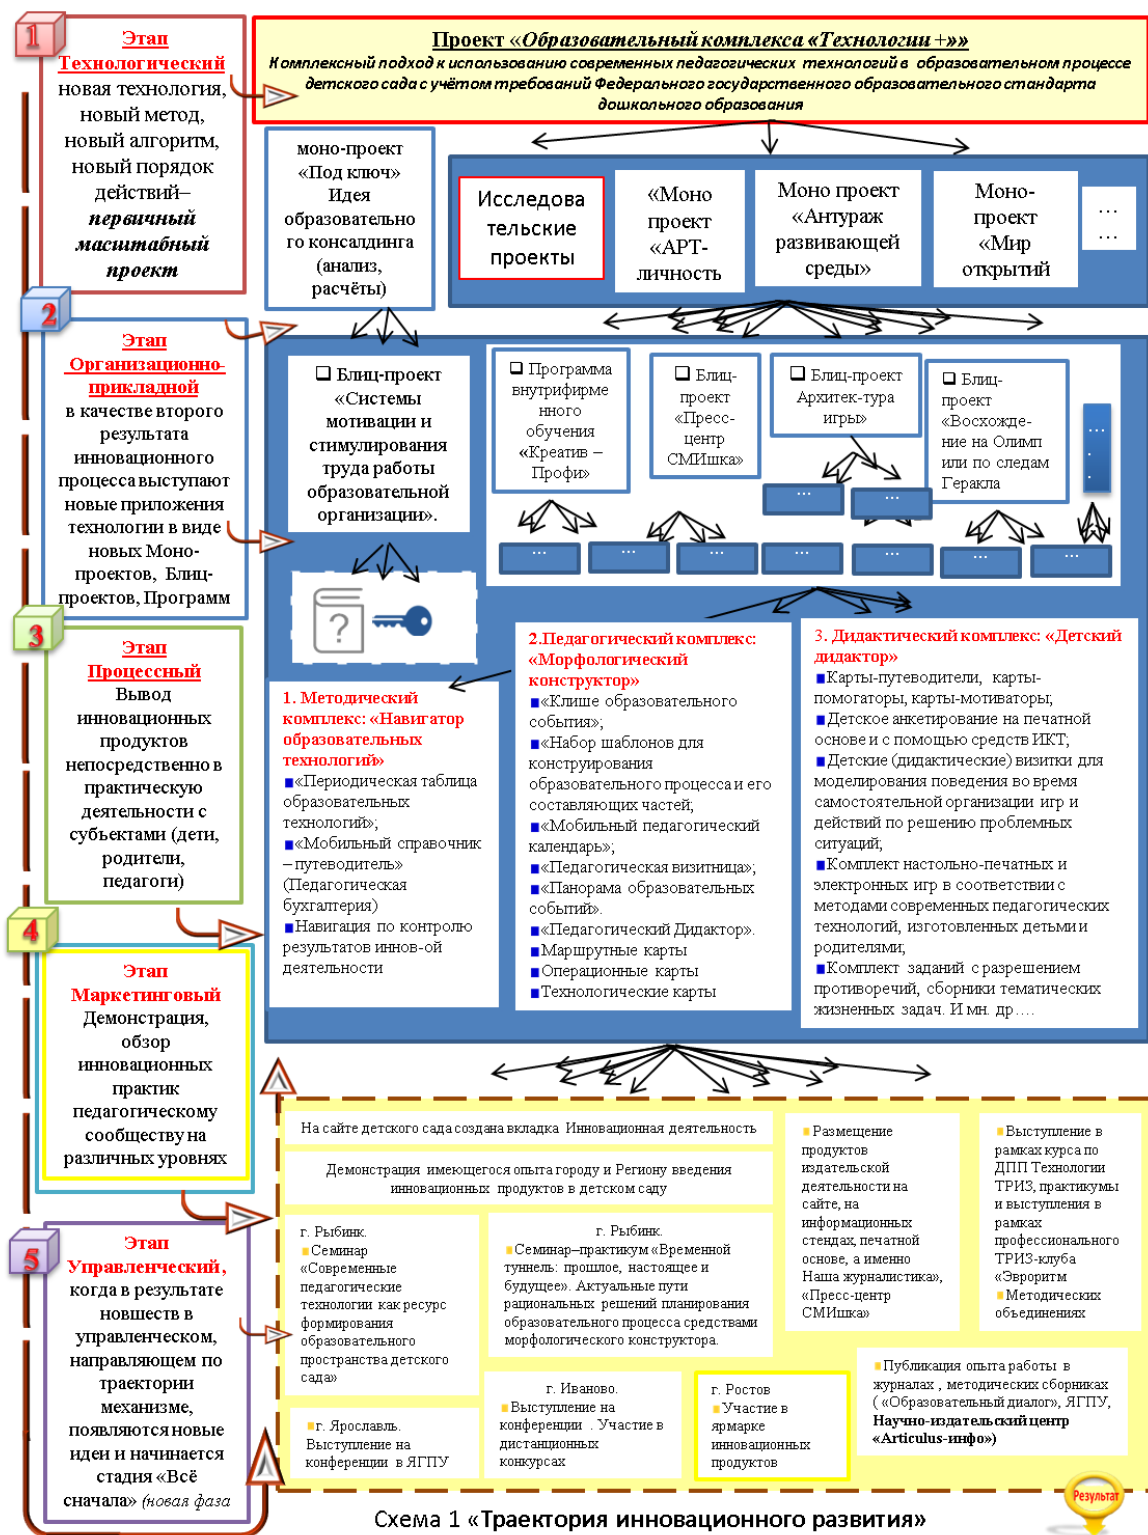 1
Этап
Технологический
новая технология,
новый метод,
новый алгоритм,
новый порядок
действий–
первичный
масштабный
проект
Проект «Образовательный комплекса «Технологии +»»
Комплексный подход к использованию современных педагогических технологий в образовательном процессе
детского сада с учётом требований Федерального государственного образовательного стандарта
дошкольного образования
моно-проект
«Под ключ»
Идея
образовательно
го консалдинга
(анализ,
расчёты)
Исследова
тельские
проекты
«Моно
проект
«АРТ-
личность
Моно проект
«Антураж
развивающей
среды»
Моно-
проект
«Мир
открытий
...
...
2
Этап
Организационно-
прикладной
в качестве второго
результата
инновационного
процесса выступают
новые приложения
технологии в виде
новых Моно-
проектов, Блиц-
проектов, Программ
❑ Блиц-проект
«Системы
мотивации и
стимулирования
труда работы
образовательной
организации».
❑ Программа
внутрифирме
нного
обучения
«Креатив –
Профи»
❑ Блиц-
проект
«Пресс-
центр
СМИшка»
❑ Блиц-проект
Архитек-тура
игры»
❑ Блиц-
проект
«Восхожде-
ние на Олимп
или по следам
Геракла
...
.
...
...
...
...
...
...
...
...
...
?
3
Этап
Процессный
Вывод
инновационных
продуктов
непосредственно в
практическую
деятельности с
субъектами (дети,
родители,
педагоги)
1. Методический
комплекс: «Навигатор
образовательных
технологий»
■«Периодическая таблица
образовательных
технологий»;
■«Мобильный справочник
–путеводитель»
(Педагогическая
бухгалтерия)
■Навигация по контролю
результатов иннов-ой
деятельности
2.Педагогический комплекс:
«Морфологический
конструктор»
■«Клише образовательного
события»;
■«Набор шаблонов для
конструирования
образовательного процесса и его
составляющих частей;
■«Мобильный педагогический
календарь»;
■«Педагогическая визитница»;
■«Панорама образовательных
событий».
■«Педагогический Дидактор».
■Маршрутные карты
■Операционные карты
■Технологические карты
3. Дидактический комплекс: «Детский
дидактор»
■Карты-путеводители, карты-
помогаторы, карты-мотиваторы;
■Детское анкетирование на печатной
основе и с помощью средств ИКТ;
■Детские (дидактические) визитки для
моделирования поведения во время
самостоятельной организации игр и
действий по решению проблемных
ситуаций;
■Комплект настольно-печатных и
электронных игр в соответствии с
методами современных педагогических
технологий, изготовленных детьми и
родителями;
■Комплект заданий с разрешением
противоречий, сборники тематических
жизненных задач. И мн. др….
4
Этап
Маркетинговый
Демонстрация,
обзор
инновационных
практик
педагогическому
сообществу на
различных уровнях
На сайте детского сада создана вкладка Инновационная деятельность
Демонстрация имеющегося опыта городу и Региону введения
инновационных продуктов в детском саду
■ Размещение
продуктов
издательской
деятельности на
сайте, на
информационных
стендах, печатной
основе, а именно
Наша журналистика»,
«Пресс-центр
СМИшка»
■ Выступление в
рамках курса по
ДПП Технологии
ТРИЗ, практикумы
и выступления в
рамках
профессионального
ТРИЗ-клуба
«Эвроритм
■ Методических
объединениях
5
Этап
Управленческий,
когда в результате
новшеств в
управленческом,
направляющем по
траектории
механизме,
появляются новые
идеи и начинается
стадия «Всё
сначала» (новая фаза
г. Рыбинк.
■ Семинар
«Современные
педагогические
технологии как ресурс
формирования
образовательного
пространства детского
сада»
г. Рыбинк.
■Семинар–практикум «Временной
туннель: прошлое, настоящее и
будущее». Актуальные пути
рациональных решений планирования
образовательного процесса средствами
морфологического конструктора.
■г. Ярославль.
Выступление на
конференции в ЯГПУ
г. Иваново.
■Выступление на
конференции . Участие в
дистанционных
конкурсах
г. Ростов
■ Участие в
ярмарке
инновационных
продуктов
■Публикация опыта работы в
журналах , методических сборниках
( «Образовательный диалог», ЯГПУ,
Научно-издательский центр
«Articulus-инфо»)
Результат
Схема 1 «Траектория инновационного развития»